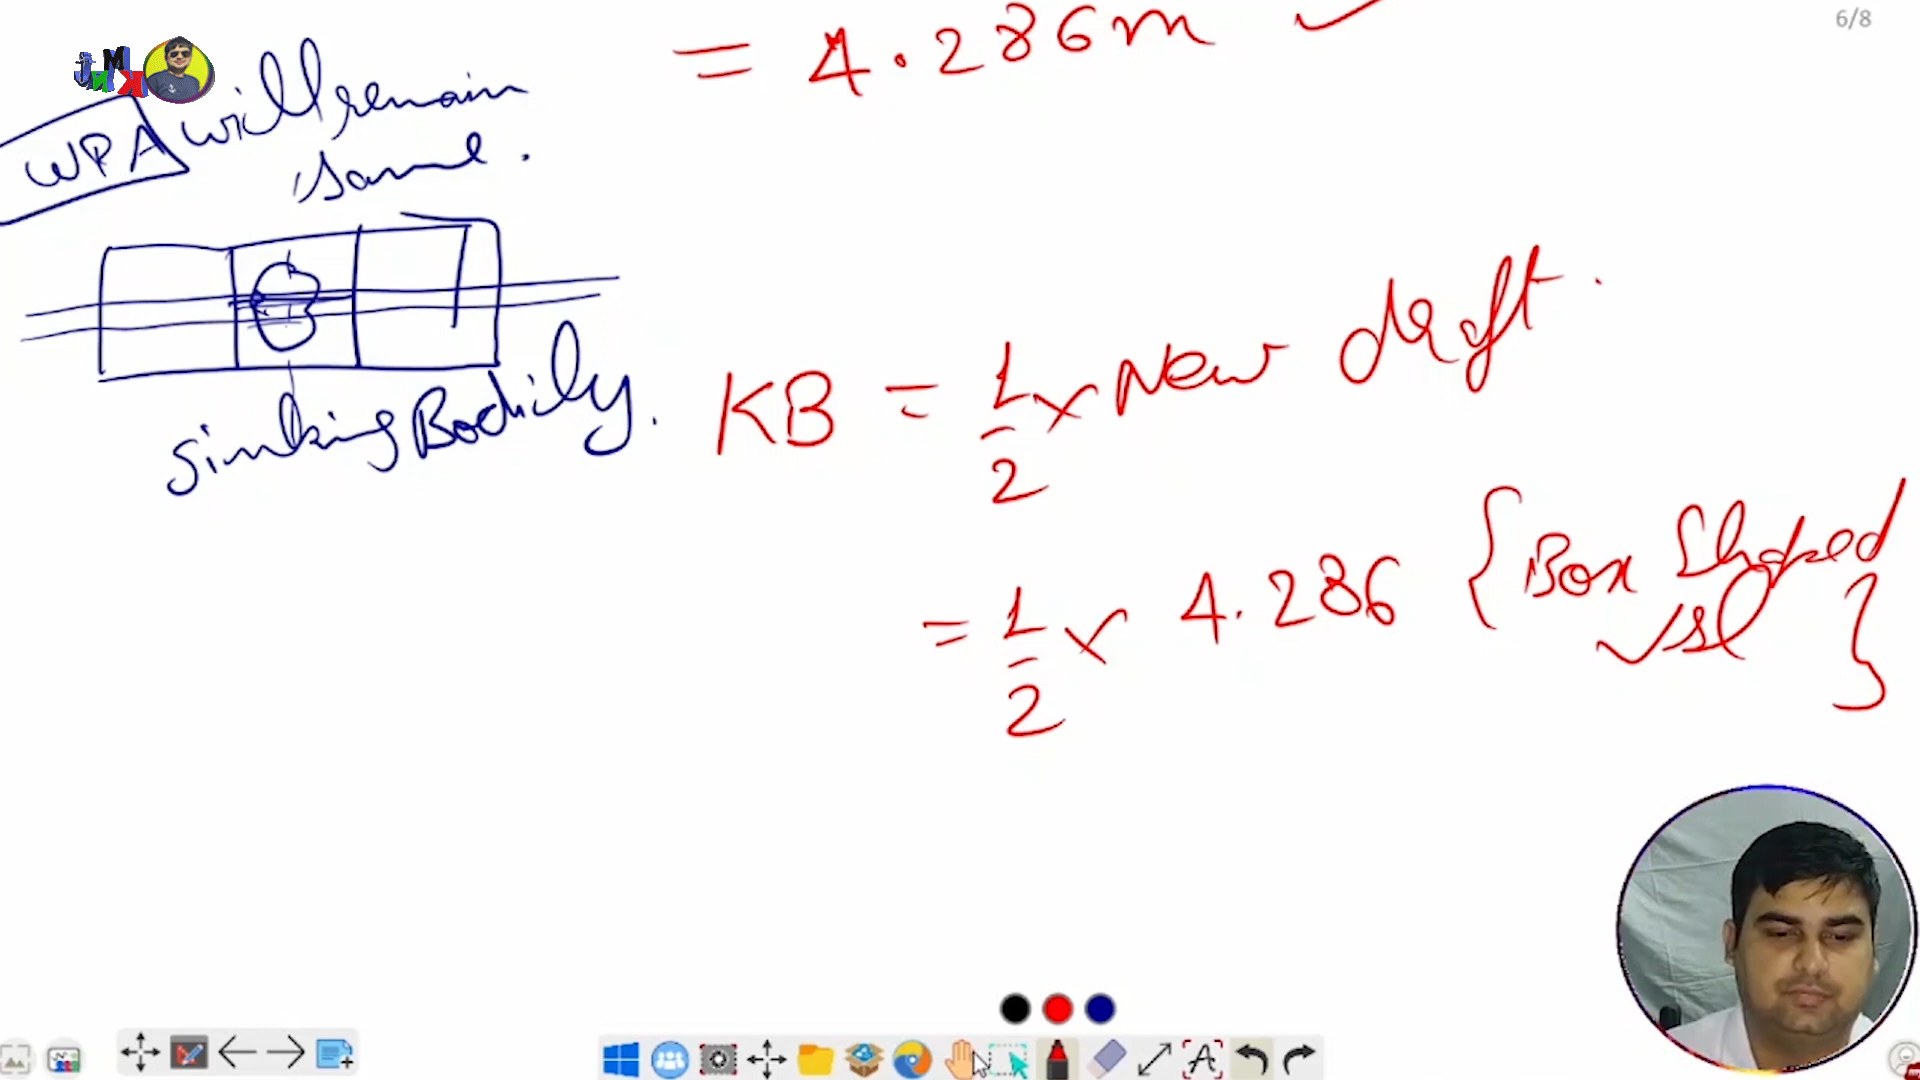 6/8
= 4.286m ✓
WPA will remain
same.
sinking Bodily.
KB = 1/2 × New draft.
= 1/2 × 4.286 {Box Shaped
vsl}